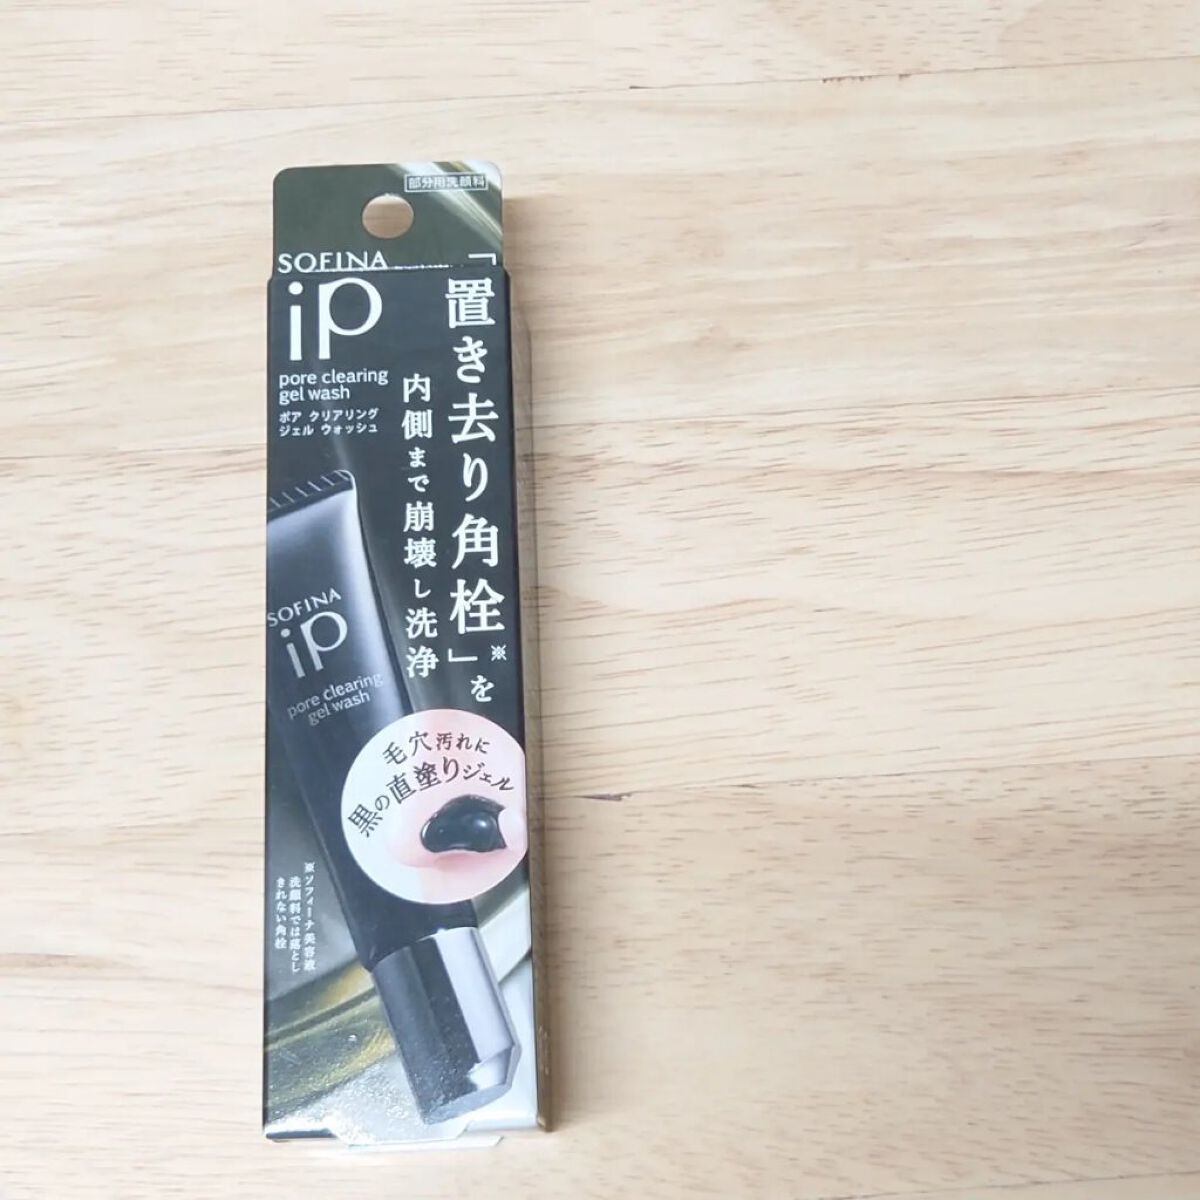 部分用洗顔料
SOFINA
iP
pore clearing
gel wash
ポア クリアリング
ジェル ウォッシュ
「置き去り角栓」※を
内側まで崩壊し洗浄
SOFINA
iP
pore clearing
gel wash
毛穴汚れに
黒の直塗りジェル
※ソフィーナ美容液
洗顔料では落とし
きれない角栓